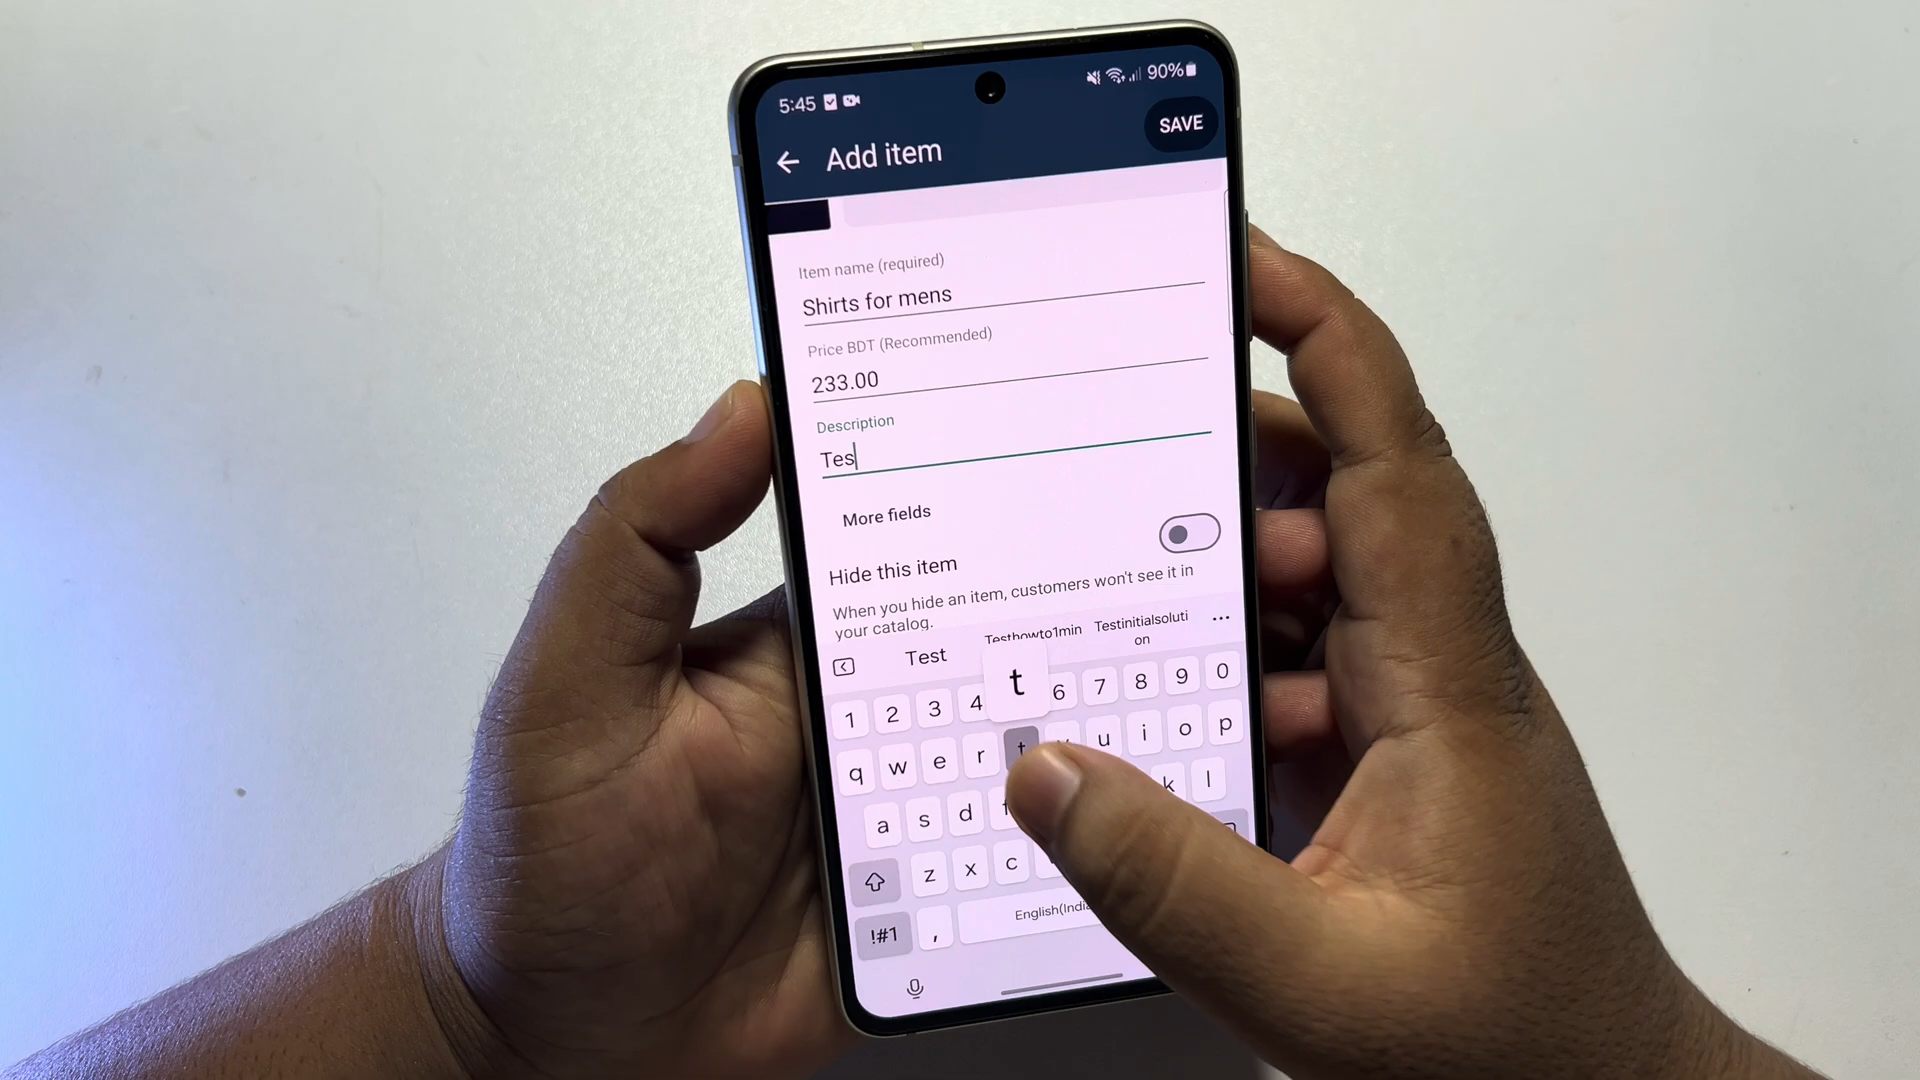 5:45 90%
SAVE
Add item
Item name (required)
Shirts for mens
Price BDT (Recommended)
233.00
Description
Tes
More fields
Hide this item
When you hide an item, customers won't see it in
your catalog.
Test Testhowto1min Testinitialsoluti
on
...
t
1 2 3 4 6 7 8 9 0
q w e r t u i o p
a s d f k l
z x c
!#1 , English(India